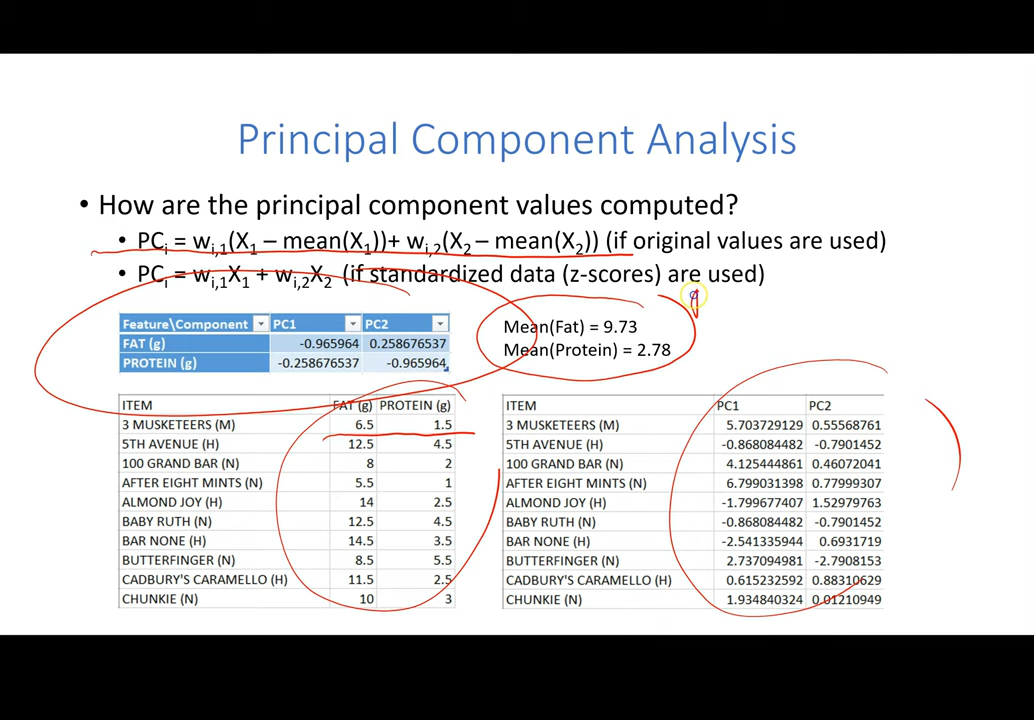 Principal Component Analysis
• How are the principal component values computed?
• PCi = wi,1(X1 – mean(X1))+ wi,2(X2 – mean(X2)) (if original values are used)
• PCi = wi,1X1 + wi,2X2 (if standardized data (z-scores) are used)
Feature\Component PC1 PC2
FAT (g) -0.965964 0.258676537
PROTEIN (g) -0.258676537 -0.965964
Mean(Fat) = 9.73
Mean(Protein) = 2.78
ITEM FAT (g) PROTEIN (g)
3 MUSKETEERS (M) 6.5 1.5
5TH AVENUE (H) 12.5 4.5
100 GRAND BAR (N) 8 2
AFTER EIGHT MINTS (N) 5.5 1
ALMOND JOY (H) 14 2.5
BABY RUTH (N) 12.5 4.5
BAR NONE (H) 14.5 3.5
BUTTERFINGER (N) 8.5 5.5
CADBURY'S CARAMELLO (H) 11.5 2.5
CHUNKIE (N) 10 3
ITEM PC1 PC2
3 MUSKETEERS (M) 5.703729129 0.55568761
5TH AVENUE (H) -0.868084482 -0.7901452
100 GRAND BAR (N) 4.125444861 0.46072041
AFTER EIGHT MINTS (N) 6.799031398 0.77999307
ALMOND JOY (H) -1.799677407 1.52979763
BABY RUTH (N) -0.868084482 -0.7901452
BAR NONE (H) -2.541335944 0.6931719
BUTTERFINGER (N) 2.737094981 -2.7908153
CADBURY'S CARAMELLO (H) 0.615232592 0.88310629
CHUNKIE (N) 1.934840324 0.01210949